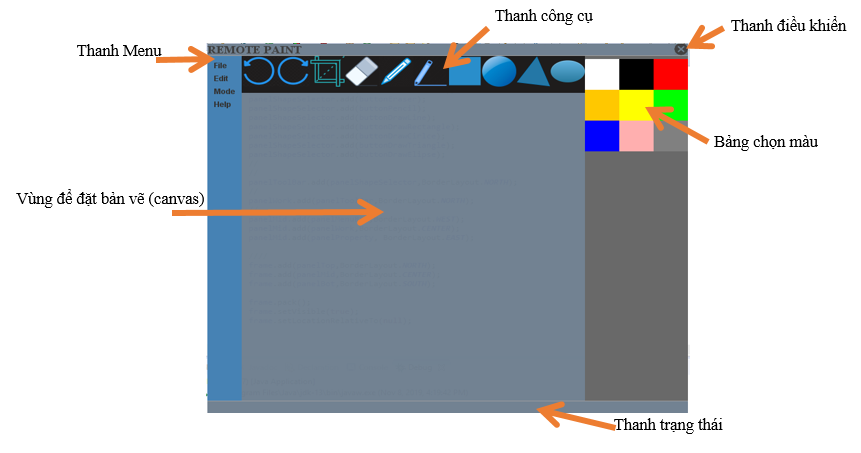 Thanh công cụ
Thanh điều khiển
Thanh Menu
REMOTE PAINT
File
Edit
Mode
Help
Bảng chọn màu
Vùng để đặt bản vẽ (canvas)
Thanh trạng thái